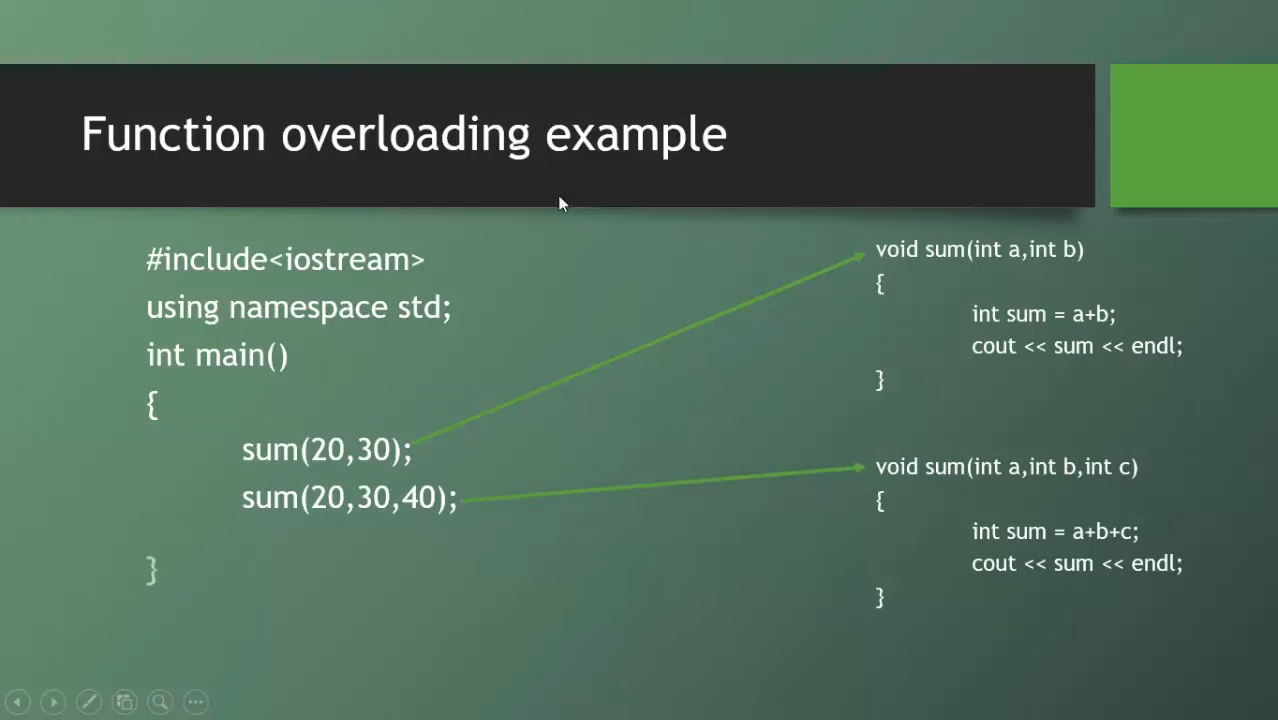 Function overloading example
#include<iostream>
using namespace std;
int main()
{
sum(20,30);
sum(20,30,40);
}
void sum(int a,int b)
{
int sum = a+b;
cout << sum << endl;
}
void sum(int a,int b,int c)
{
int sum = a+b+c;
cout << sum << endl;
}